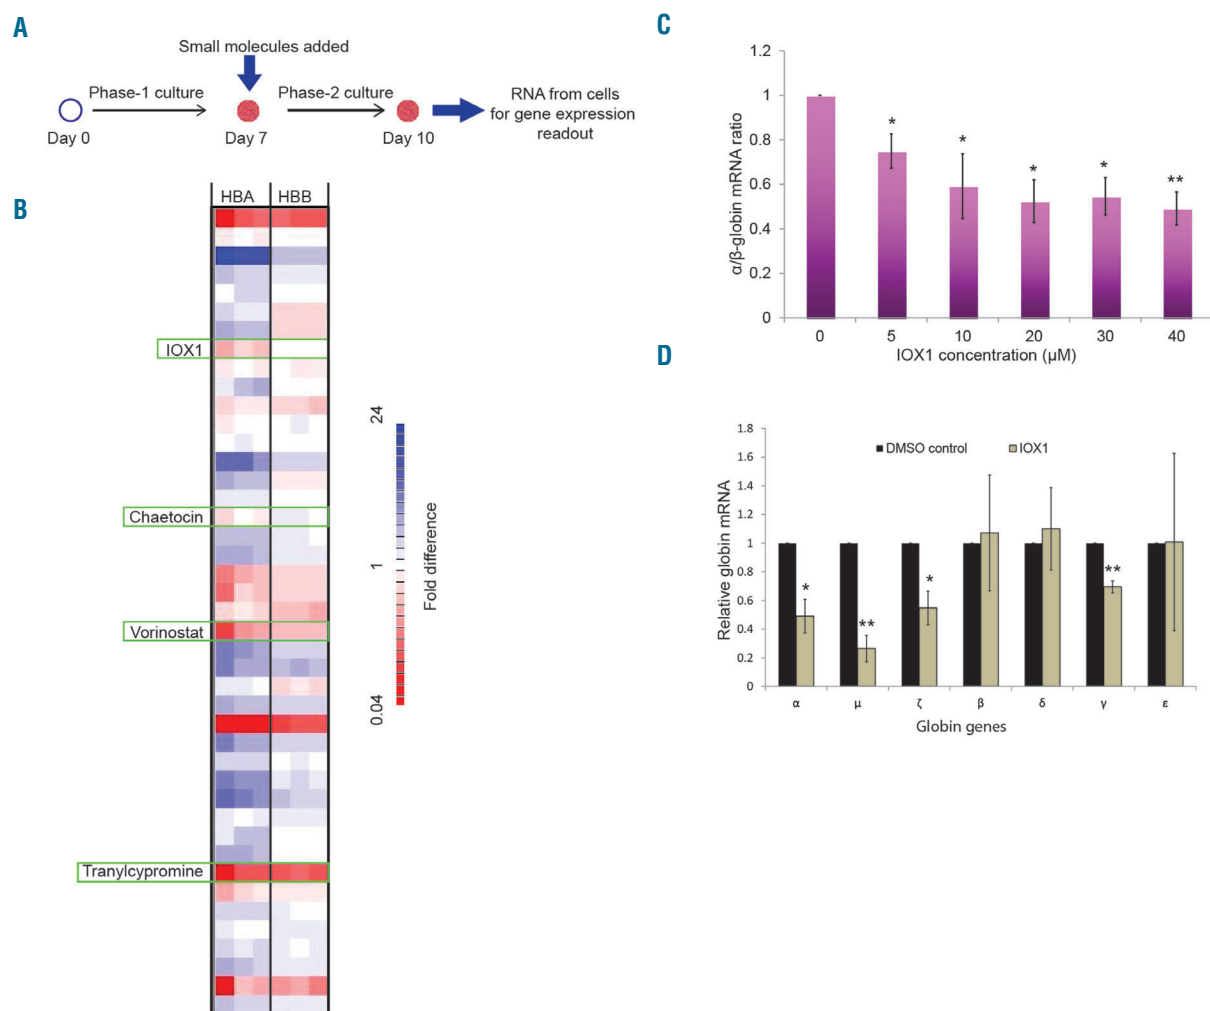 A
Small molecules added
Phase-1 culture
Phase-2 culture
RNA from cells
for gene expression
readout
Day 0
Day 7
Day 10
B
HBA
HBB
IOX1
Chaetocin
Vorinostat
Tranylcypromine
24
1
0.04
Fold difference
C
α/β-globin mRNA ratio
1.2
1
0.8
0.6
0.4
0.2
0
*
*
*
*
**
0 5 10 20 30 40
IOX1 concentration (µM)
D
Relative globin mRNA
1.8
1.6
1.4
1.2
1
0.8
0.6
0.4
0.2
0
DMSO control
IOX1
*
**
*
**
α μ ζ β δ γ ε
Globin genes